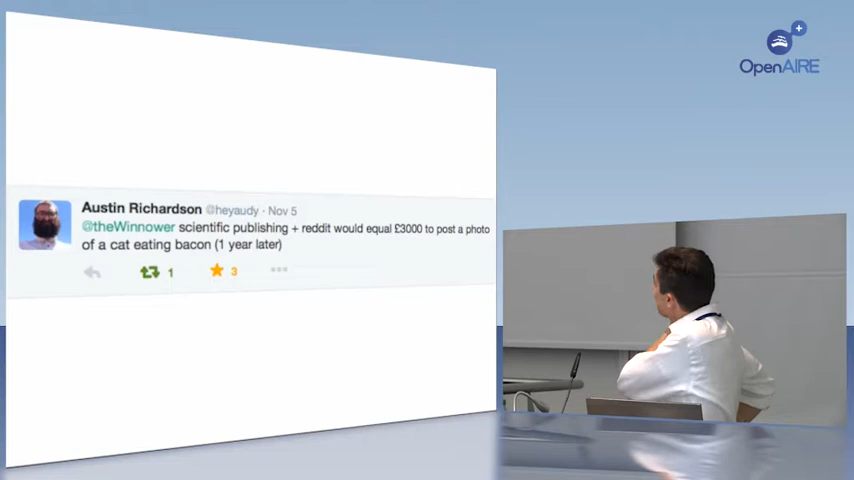 OpenAIRE
Austin Richardson @heyaudy · Nov 5
@theWinnower scientific publishing + reddit would equal £3000 to post a photo
of a cat eating bacon (1 year later)
1 3